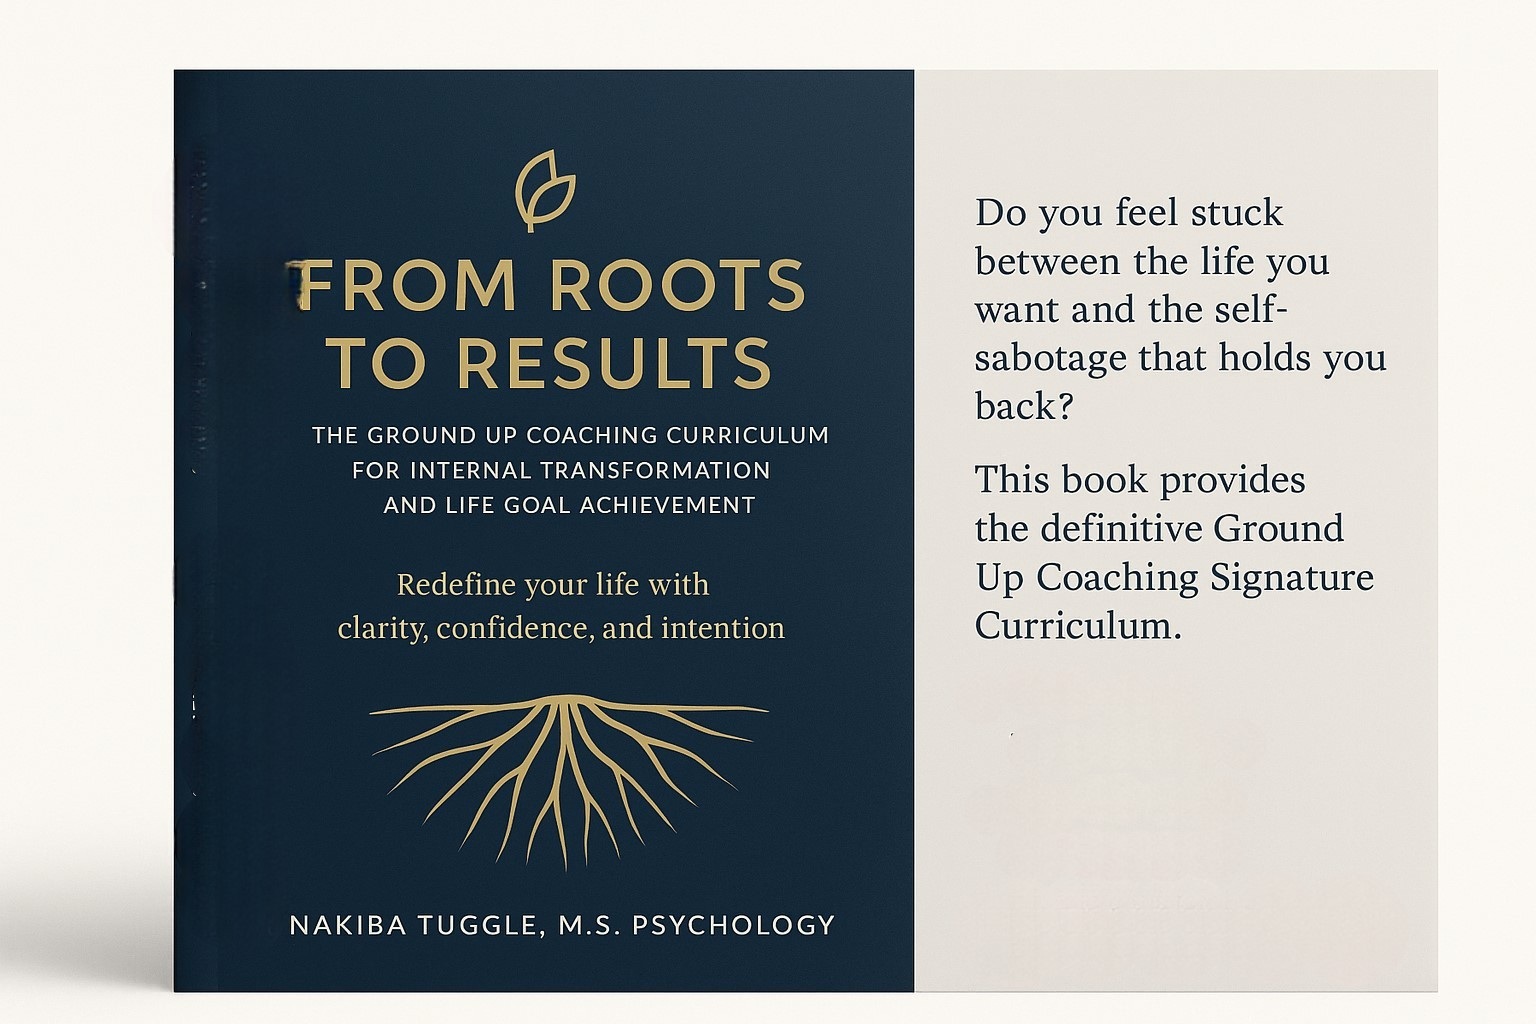 FROM ROOTS
TO RESULTS
THE GROUND UP COACHING CURRICULUM
FOR INTERNAL TRANSFORMATION
AND LIFE GOAL ACHIEVEMENT
Redefine your life with
clarity, confidence, and intention
NAKIBA TUGGLE, M.S. PSYCHOLOGY
Do you feel stuck
between the life you
want and the self-
sabotage that holds you
back?
This book provides
the definitive Ground
Up Coaching Signature
Curriculum.